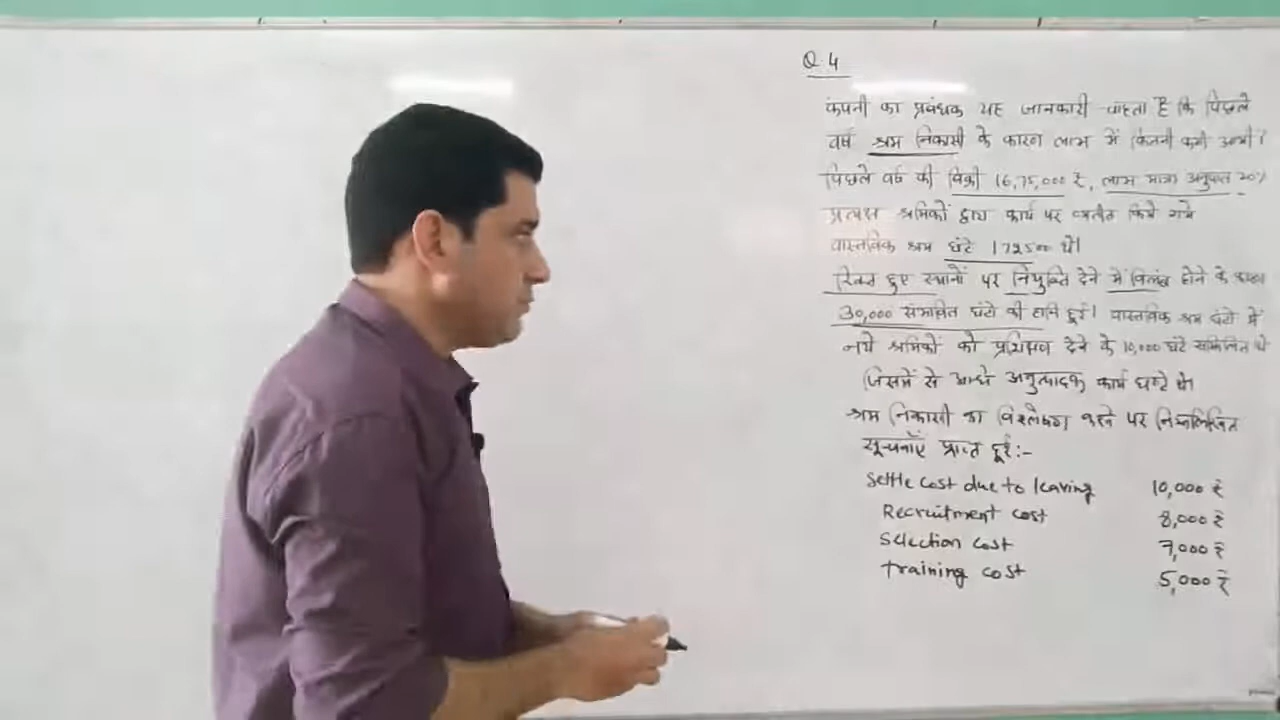 Q.4
कंपनी का प्रबंधक यह जानकारी चाहता है कि पिछले
वर्ष श्रम निकासी के कारण लाभ में कितनी कमी आयी।
पिछले वर्ष की बिक्री 16,75,000 ₹, लाभ मात्रा अनुपात 20%
प्रत्यक्ष श्रमिकों द्वारा कार्य पर व्यतीत किये गये
वास्तविक श्रम घंटे 172500 थे।
रिक्त हुए स्थानों पर नियुक्ति देने में विलंब होने के कारण
30,000 संभावित घंटों की हानि हुई। वास्तविक श्रम घंटो में
नये श्रमिकों को प्रशिक्षण देने के 10,000 घंटे सम्मिलित थे
जिसमें से आधे अनुत्पादक कार्य घण्टे थे।
श्रम निकासी का विश्लेषण करने पर निम्नलिखित
सूचनाएँ प्राप्त हुई:-
Settle cost due to leaving 10,000 ₹
Recruitment cost 8,000 ₹
Selection cost 7,000 ₹
Training cost 5,000 ₹